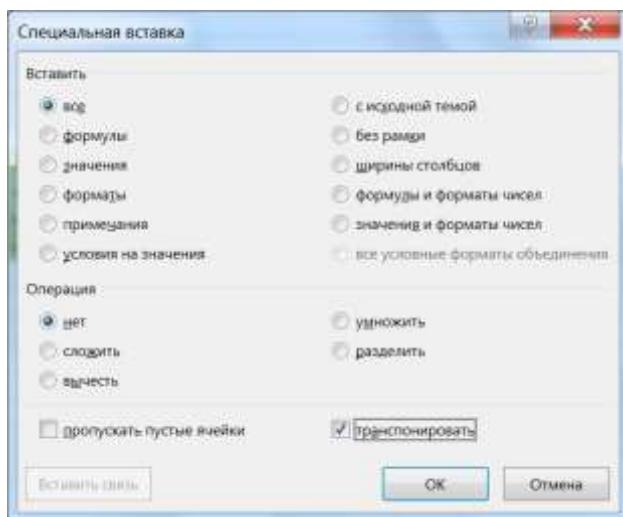 Специальная вставка
Вставить
все
с исходной темой
формулы
без рамки
значения
ширины столбцов
форматы
формулы и форматы чисел
примечания
значения и форматы чисел
условия на значения
все условные форматы объединения
Операция
нет
умножить
сложить
разделить
вычесть
пропускать пустые ячейки
транспонировать
Вставить связь
ОК
Отмена